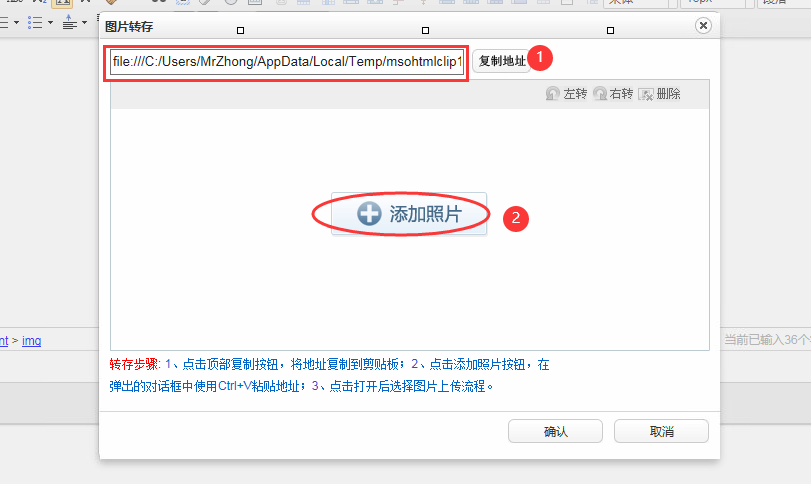 图片转存
file:///C:/Users/MrZhong/AppData/Local/Temp/msohtmlclip1
复制地址
1
左转 右转 删除
添加照片
2
nt > img
当前已输入36个
转存步骤: 1、点击顶部复制按钮，将地址复制到剪贴板；2、点击添加照片按钮，在
弹出的对话框中使用Ctrl+V粘贴地址；3、点击打开后选择图片上传流程。
确认
取消